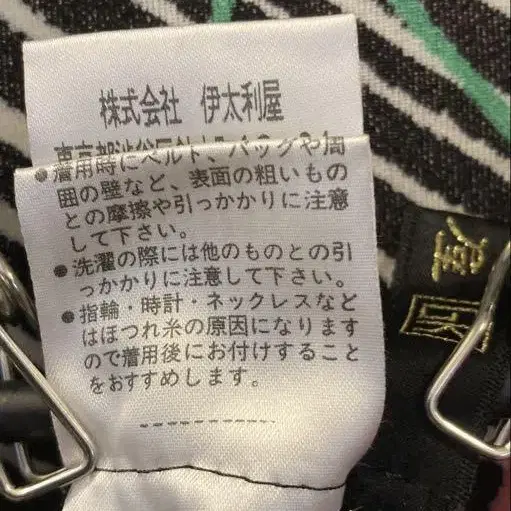 株式会社 伊太利屋
着用時にベルト、バッグや周
囲の壁など、表面の粗いもの
との摩擦や引っかかりに注意
して下さい。
●洗濯の際には他のものとの引
っかかりに注意して下さい。
●指輪・時計・ネックレスなど
はほつれ糸の原因になります
ので着用後にお付けすること
をおすすめします。
屋